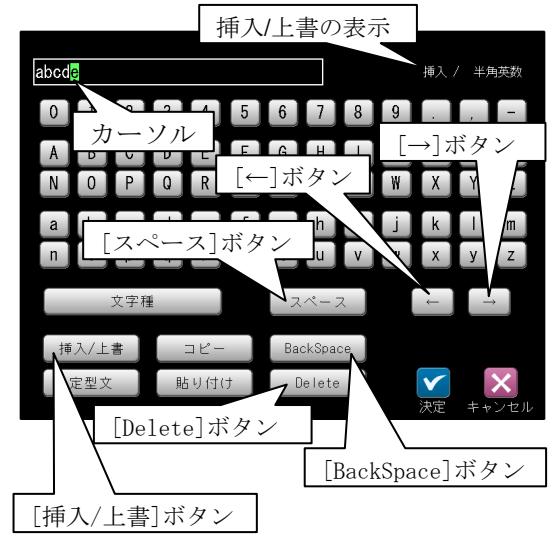 挿入/上書の表示
abcde
挿入 / 半角英数
0 5 6 7 8 9 . , -
カーソル
[→]ボタン
A
[←]ボタン
N O P Q R W X Y
a j k l m
[スペース]ボタン
n u v x y z
文字種 スペース ← →
挿入/上書 コピー BackSpace
定型文 貼り付け Delete
決定 キャンセル
[Delete]ボタン
[BackSpace]ボタン
[挿入/上書]ボタン